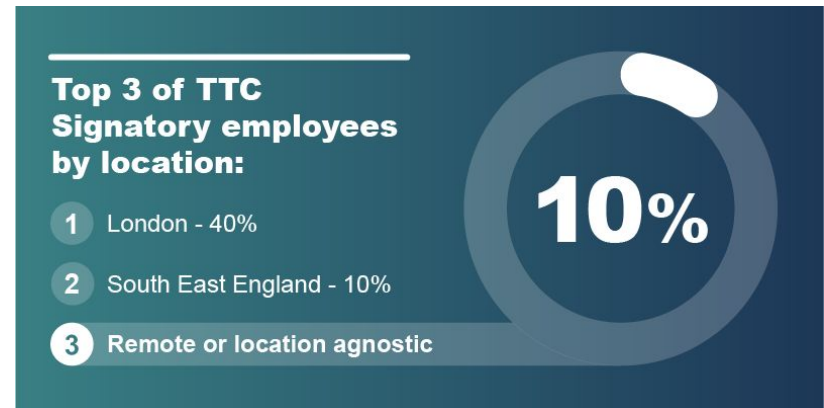 Top 3 of TTC
Signatory employees
by location:
1 London - 40%
2 South East England - 10%
3 Remote or location agnostic
10%